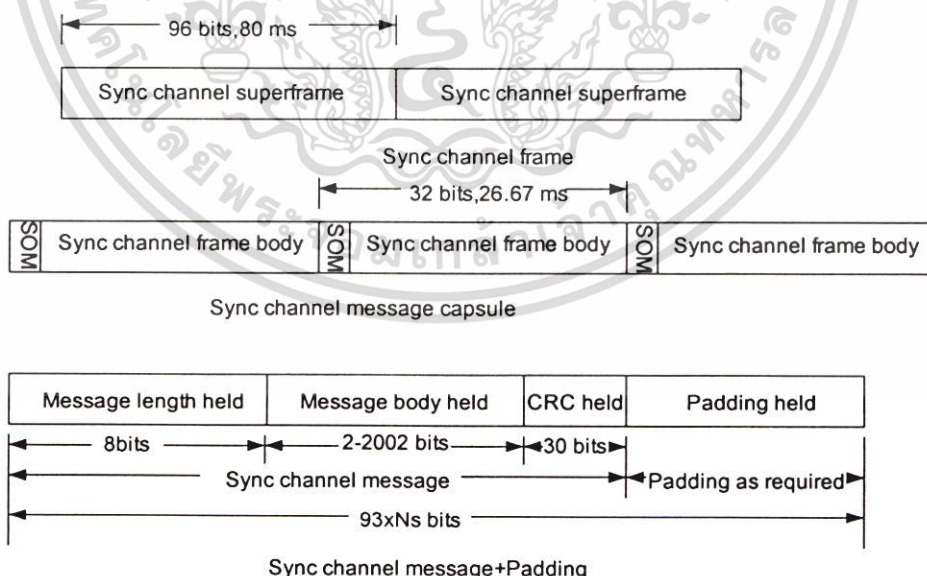 96 bits,80 ms
Sync channel superframe Sync channel superframe
Sync channel frame
32 bits,26.67 ms
SOM Sync channel frame body SOM Sync channel frame body SOM Sync channel frame body
Sync channel message capsule
Message length held Message body held CRC held Padding held
8bits 2-2002 bits 30 bits
Sync channel message Padding as required
93xNs bits
Sync channel message+Padding